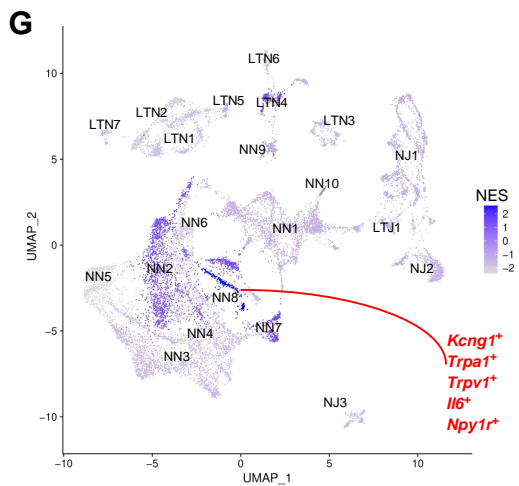 G
LTN6
10
LTN2
LTN5
LTN4
LTN7
LTN1
LTN3
NN9
NJ1
5
NN10
NES
NN6
NN1
LTJ1
2
1
0
−1
−2
UMAP_2
0
NN5
NN2
NJ2
NN8
NN7
−5
NN4
NN3
Kcng1+
Trpa1+
Trpv1+
Il6+
Npy1r+
NJ3
−10
−10
−5
0
5
10
UMAP_1